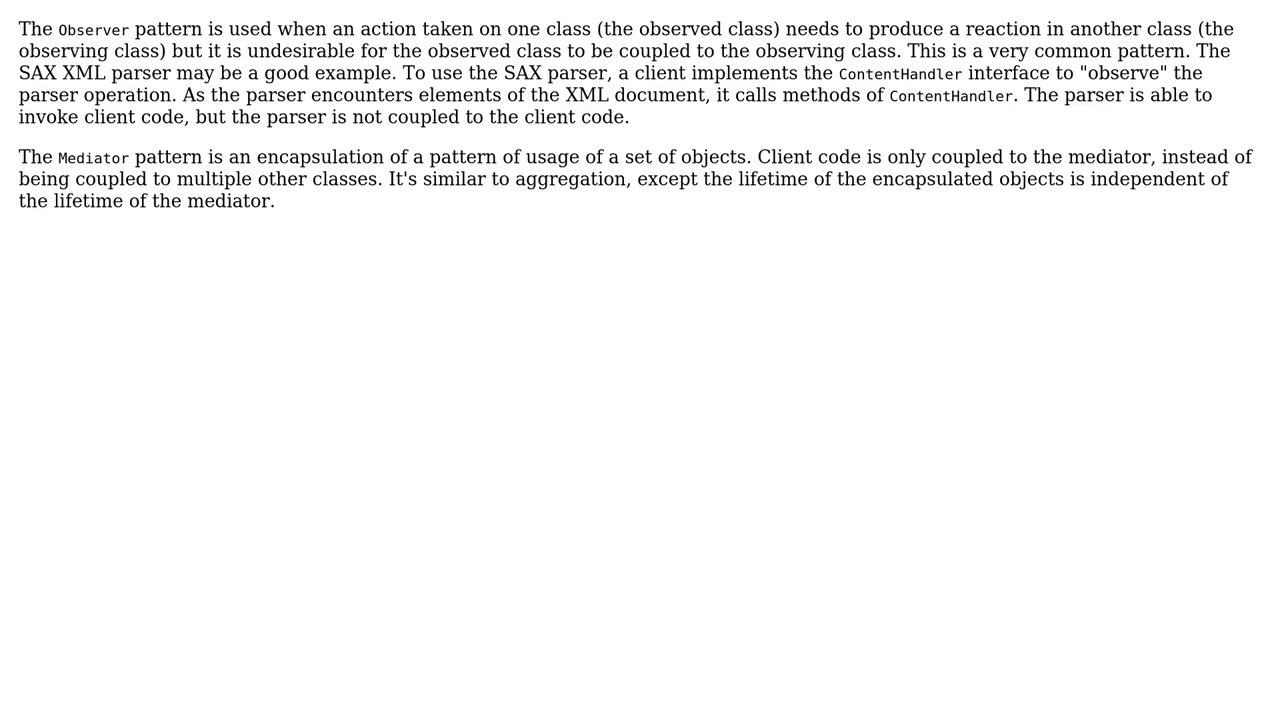 The Observer pattern is used when an action taken on one class (the observed class) needs to produce a reaction in another class (the
observing class) but it is undesirable for the observed class to be coupled to the observing class. This is a very common pattern. The
SAX XML parser may be a good example. To use the SAX parser, a client implements the ContentHandler interface to "observe" the
parser operation. As the parser encounters elements of the XML document, it calls methods of ContentHandler. The parser is able to
invoke client code, but the parser is not coupled to the client code.
The Mediator pattern is an encapsulation of a pattern of usage of a set of objects. Client code is only coupled to the mediator, instead of
being coupled to multiple other classes. It's similar to aggregation, except the lifetime of the encapsulated objects is independent of
the lifetime of the mediator.